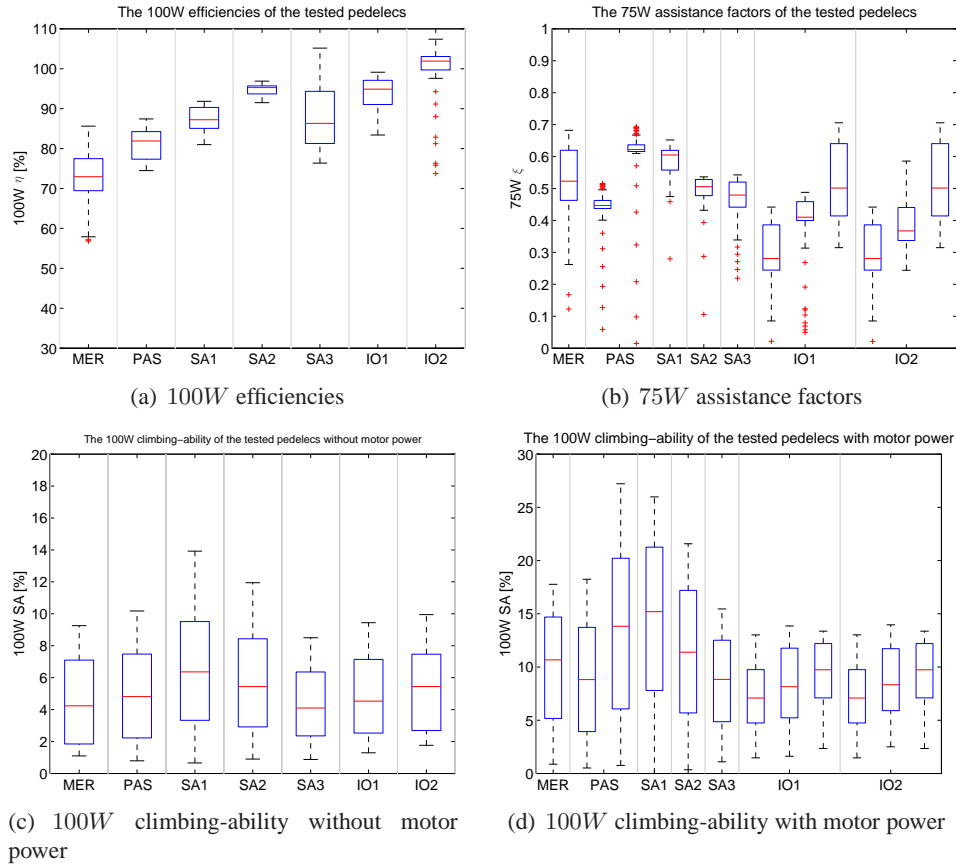 The 100W efficiencies of the tested pedelecs
110
100
90
80
70
60
50
40
30
100W η [%]
MER PAS SA1 SA2 SA3 IO1 IO2
(a) 100W efficiencies
The 75W assistance factors of the tested pedelecs
1
0.9
0.8
0.7
0.6
0.5
0.4
0.3
0.2
0.1
0
75W ξ
MER PAS SA1 SA2 SA3 IO1 IO2
(b) 75W assistance factors
The 100W climbing−ability of the tested pedelecs without motor power
20
18
16
14
12
10
8
6
4
2
0
100W SA [%]
MER PAS SA1 SA2 SA3 IO1 IO2
(c) 100W climbing-ability without motor
power
The 100W climbing−ability of the tested pedelecs with motor power
30
25
20
15
10
5
0
100W SA [%]
MER PAS SA1 SA2 SA3 IO1 IO2
(d) 100W climbing-ability with motor power